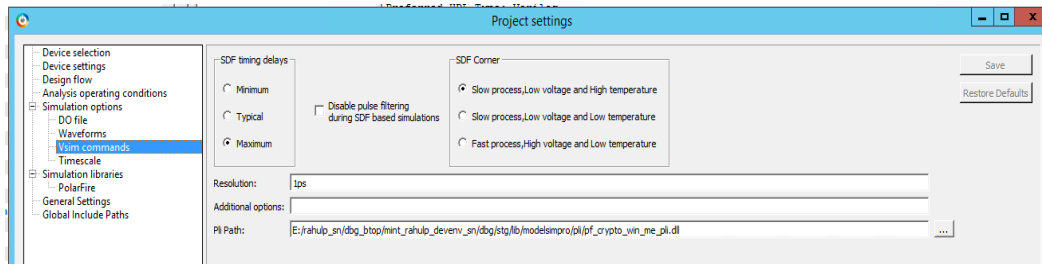 Project settings
Device selection
Device settings
Design flow
Analysis operating conditions
Simulation options
DO file
Waveforms
Vsim commands
Timescale
Simulation libraries
PolarFire
General Settings
Global Include Paths
SDF timing delays
Minimum
Typical
Maximum
Disable pulse filtering
during SDF based simulations
SDF Corner
Slow process,Low voltage and High temperature
Slow process,Low voltage and Low temperature
Fast process,High voltage and Low temperature
Save
Restore Defaults
Resolution:
1ps
Additional options:
Pli Path:
E:/rahulp_sn/dbg_btop/mint_rahulp_devenv_sn/dbg/stg/lib/modelsimpro/pli/pf_crypto_win_me_pli.dll
...